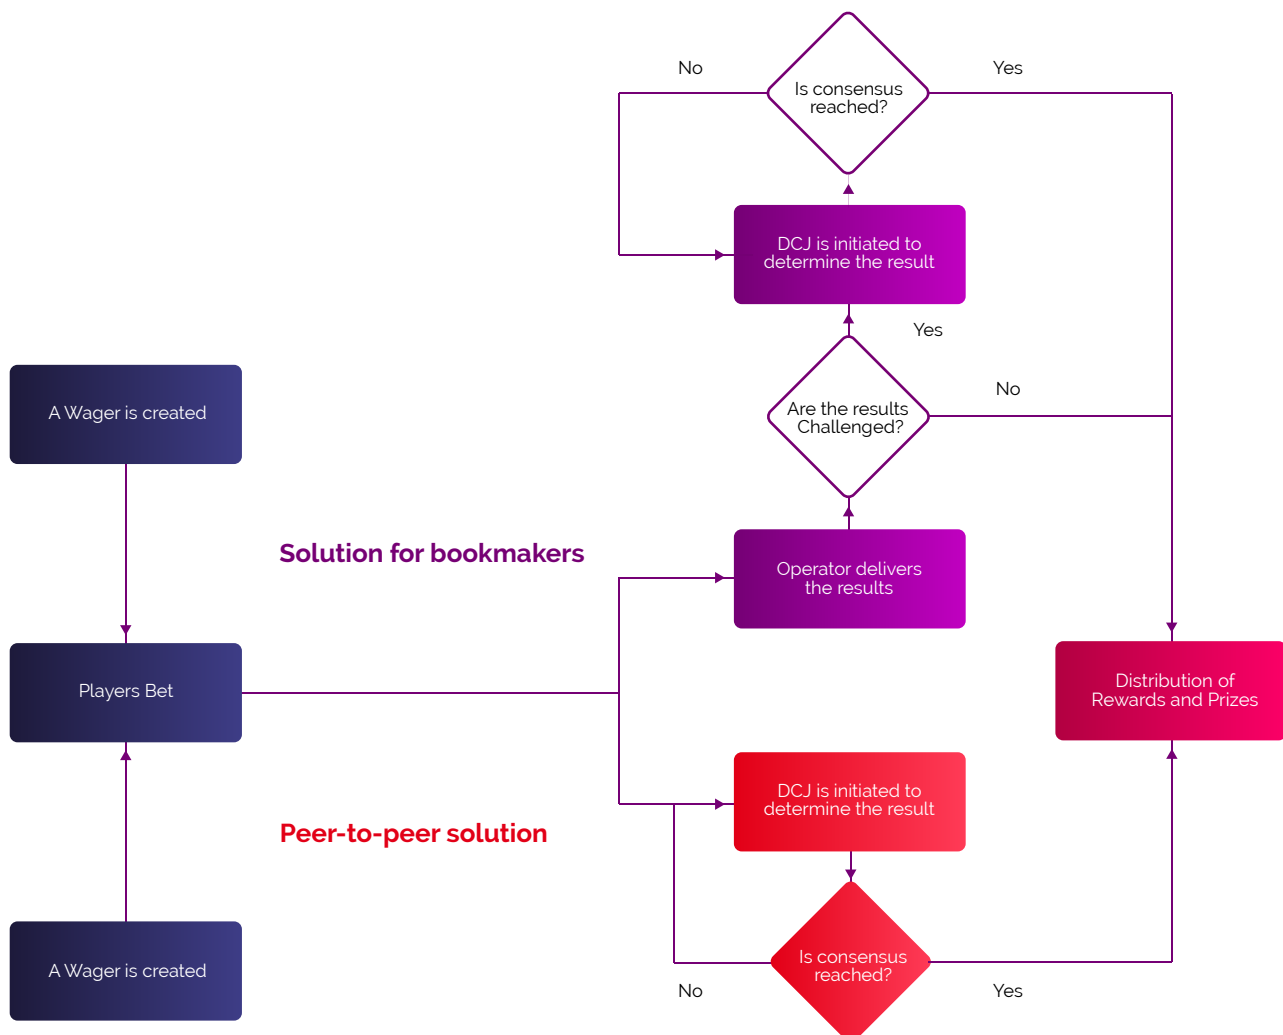 No
Yes
Is consensus
reached?
DCJ is initiated to
determine the result
Yes
A Wager is created
Are the results
Challenged?
No
Solution for bookmakers
Operator delivers
the results
Players Bet
Distribution of
Rewards and Prizes
DCJ is initiated to
determine the result
Peer-to-peer solution
A Wager is created
Is consensus
reached?
No
Yes